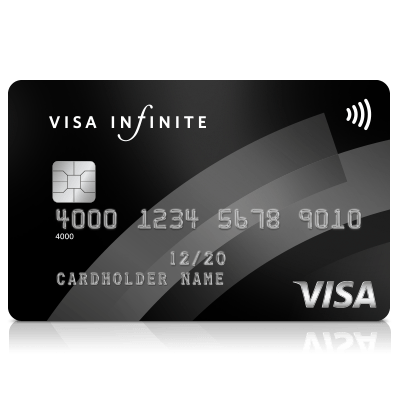 VISA INFINITE
4000 1234 5678 9010
4000
12/20
CARDHOLDER NAME
VISA